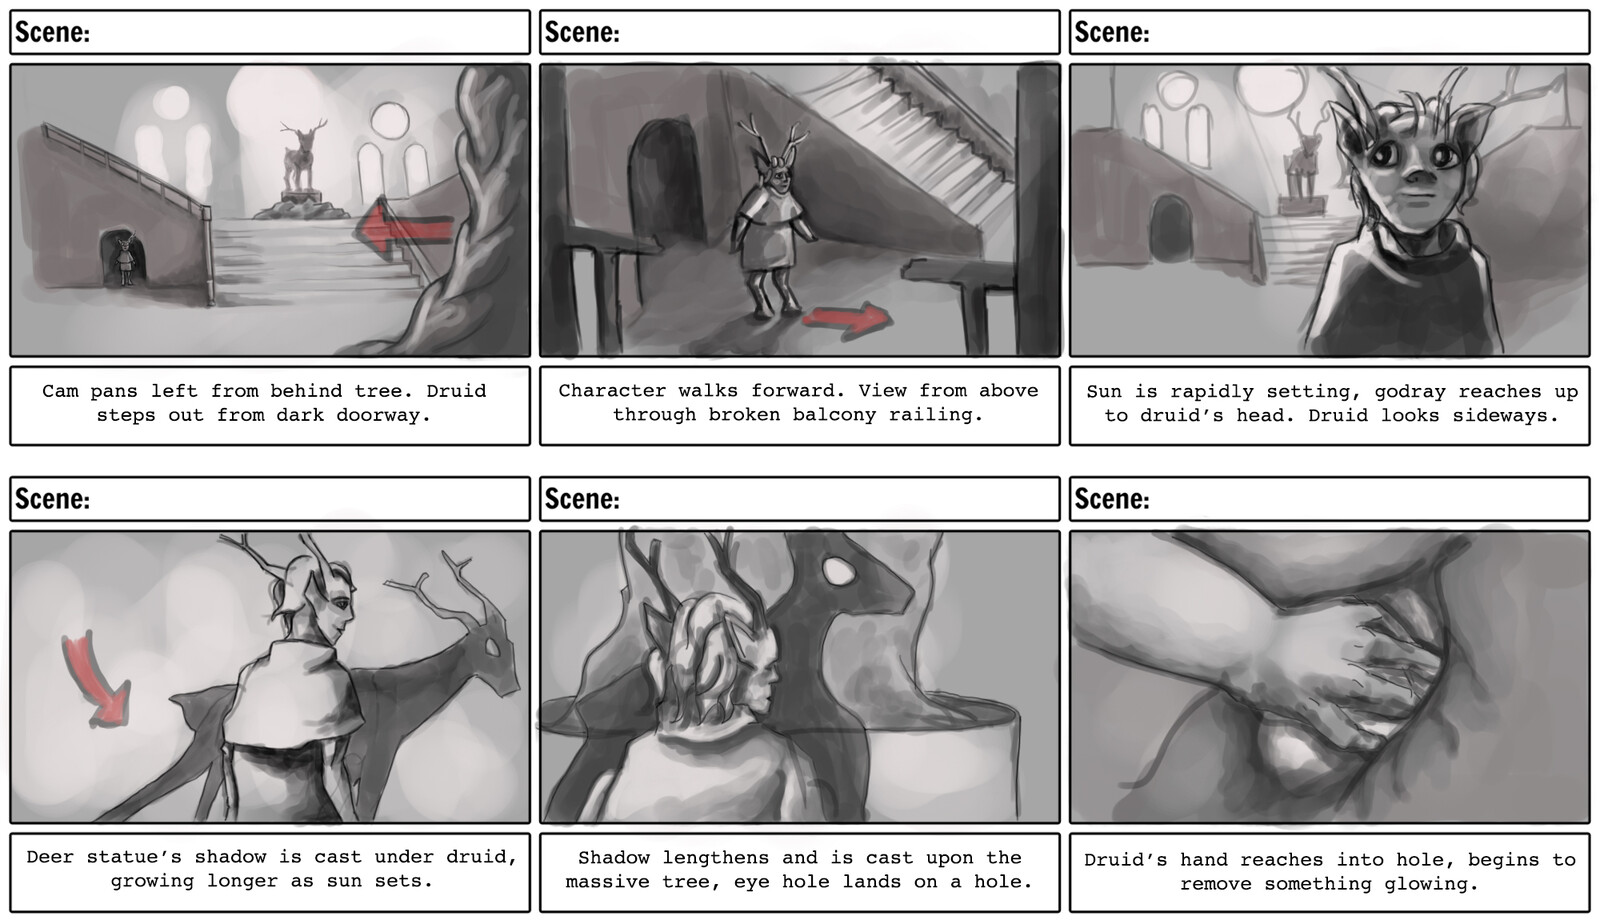 Scene:
Scene:
Scene:
Cam pans left from behind tree. Druid
steps out from dark doorway.
Character walks forward. View from above
through broken balcony railing.
Sun is rapidly setting, godray reaches up
to druid's head. Druid looks sideways.
Scene:
Scene:
Scene:
Deer statue's shadow is cast under druid,
growing longer as sun sets.
Shadow lengthens and is cast upon the
massive tree, eye hole lands on a hole.
Druid's hand reaches into hole, begins to
remove something glowing.